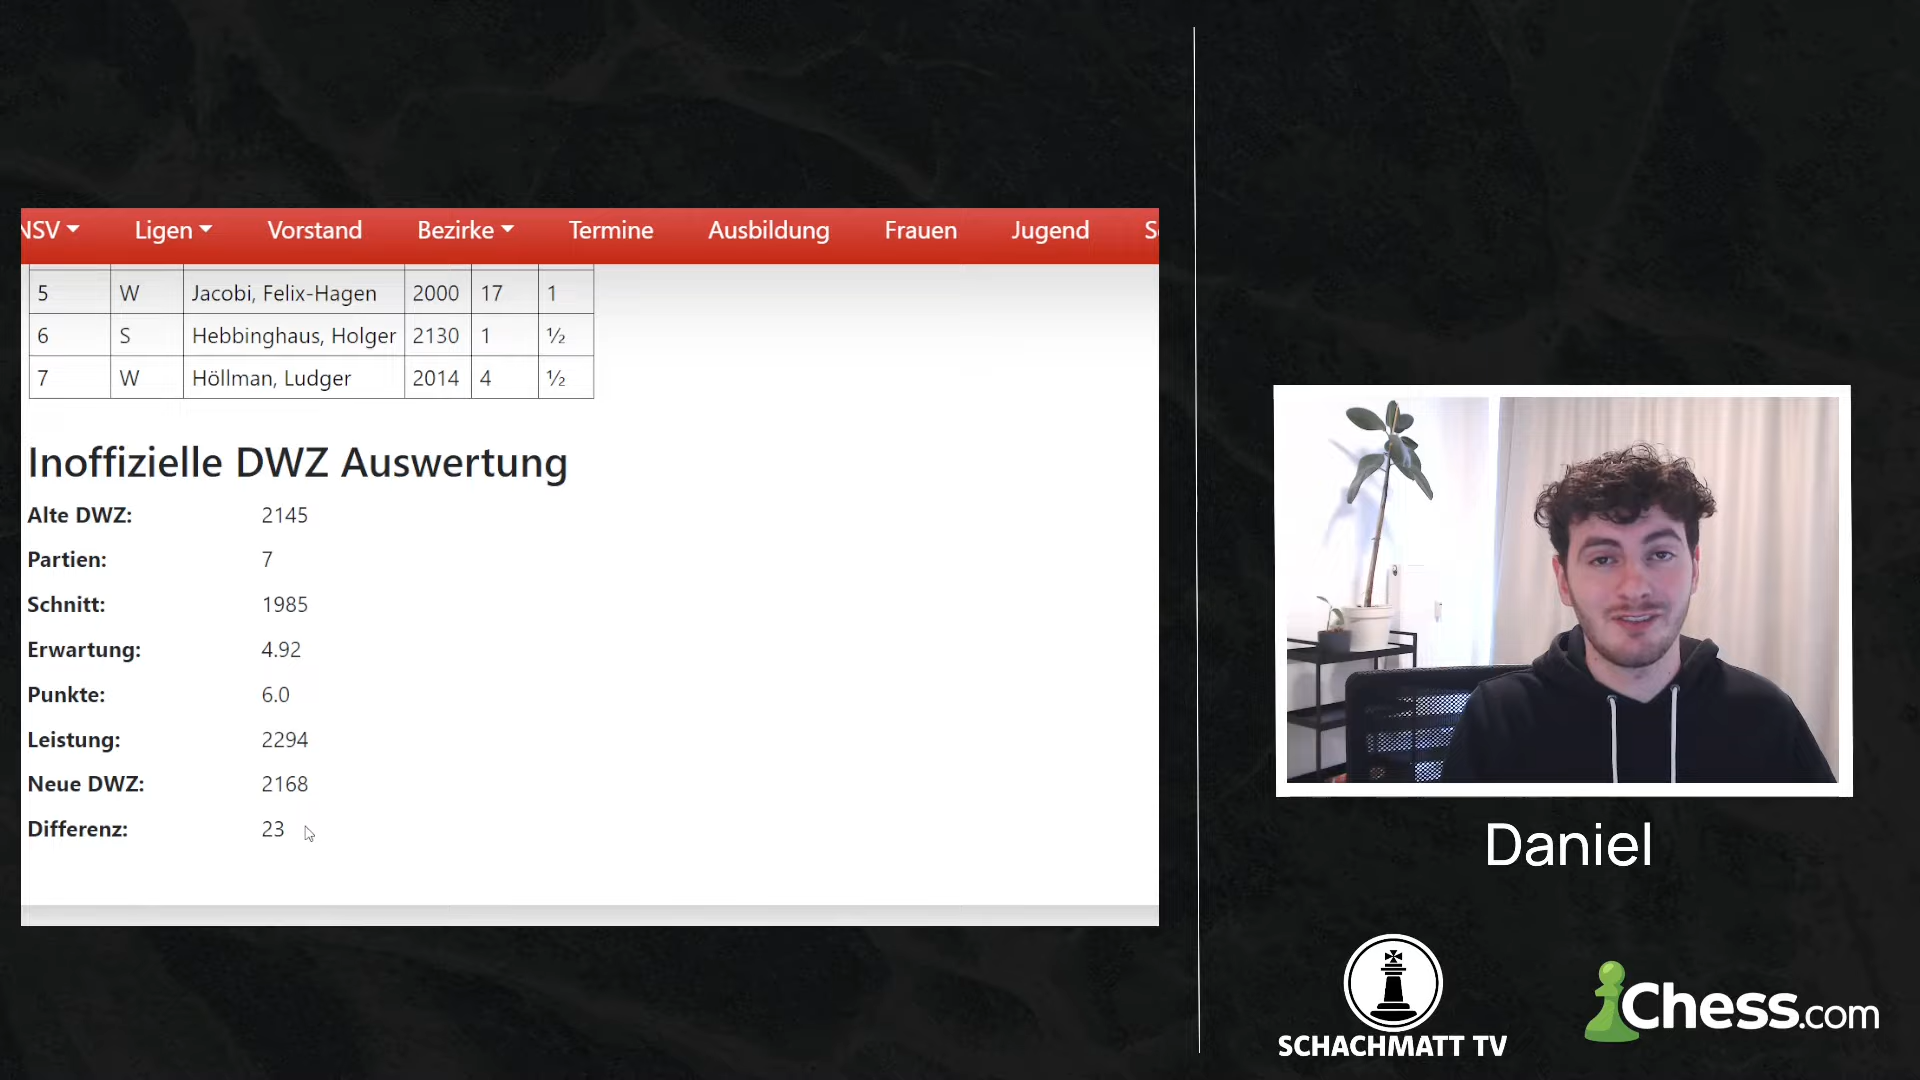 NSV Ligen Vorstand Bezirke Termine Ausbildung Frauen Jugend
5 W Jacobi, Felix-Hagen 2000 17 1
6 S Hebbinghaus, Holger 2130 1 ½
7 W Höllman, Ludger 2014 4 ½
Inoffizielle DWZ Auswertung
Alte DWZ: 2145
Partien: 7
Schnitt: 1985
Erwartung: 4.92
Punkte: 6.0
Leistung: 2294
Neue DWZ: 2168
Differenz: 23
Daniel
SCHACHMATT TV
Chess.com